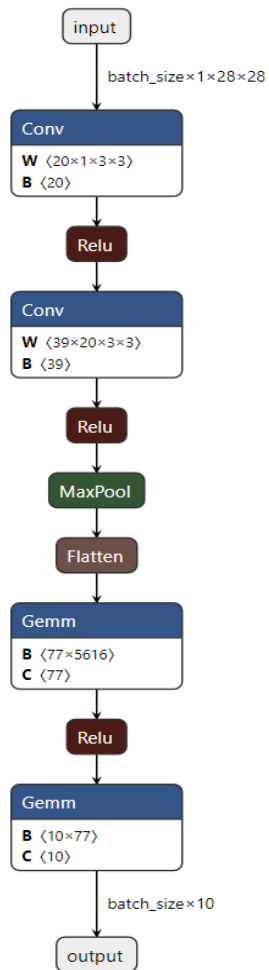 input
batch_size×1×28×28
Conv
W ⟨20×1×3×3⟩
B ⟨20⟩
Relu
Conv
W ⟨39×20×3×3⟩
B ⟨39⟩
Relu
MaxPool
Flatten
Gemm
B ⟨77×5616⟩
C ⟨77⟩
Relu
Gemm
B ⟨10×77⟩
C ⟨10⟩
batch_size×10
output